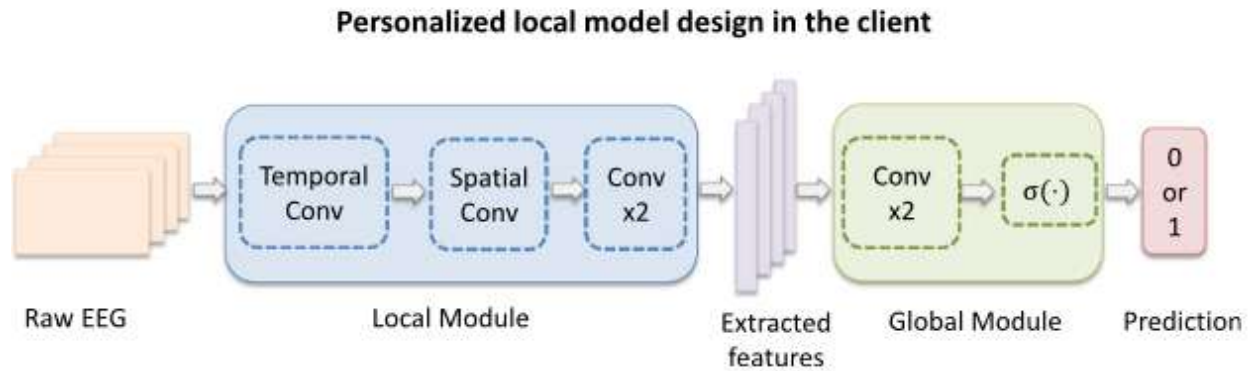 Personalized local model design in the client
Temporal
Conv
Spatial
Conv
Conv
x2
Conv
x2
σ(·)
0
or
1
Raw EEG
Local Module
Extracted
features
Global Module
Prediction